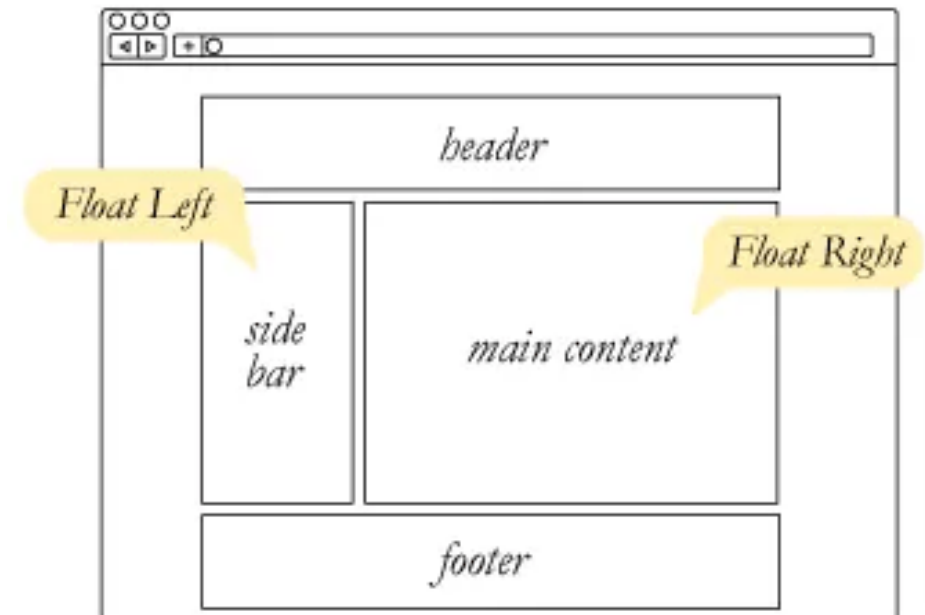 header
Float Left
Float Right
side
bar
main content
footer